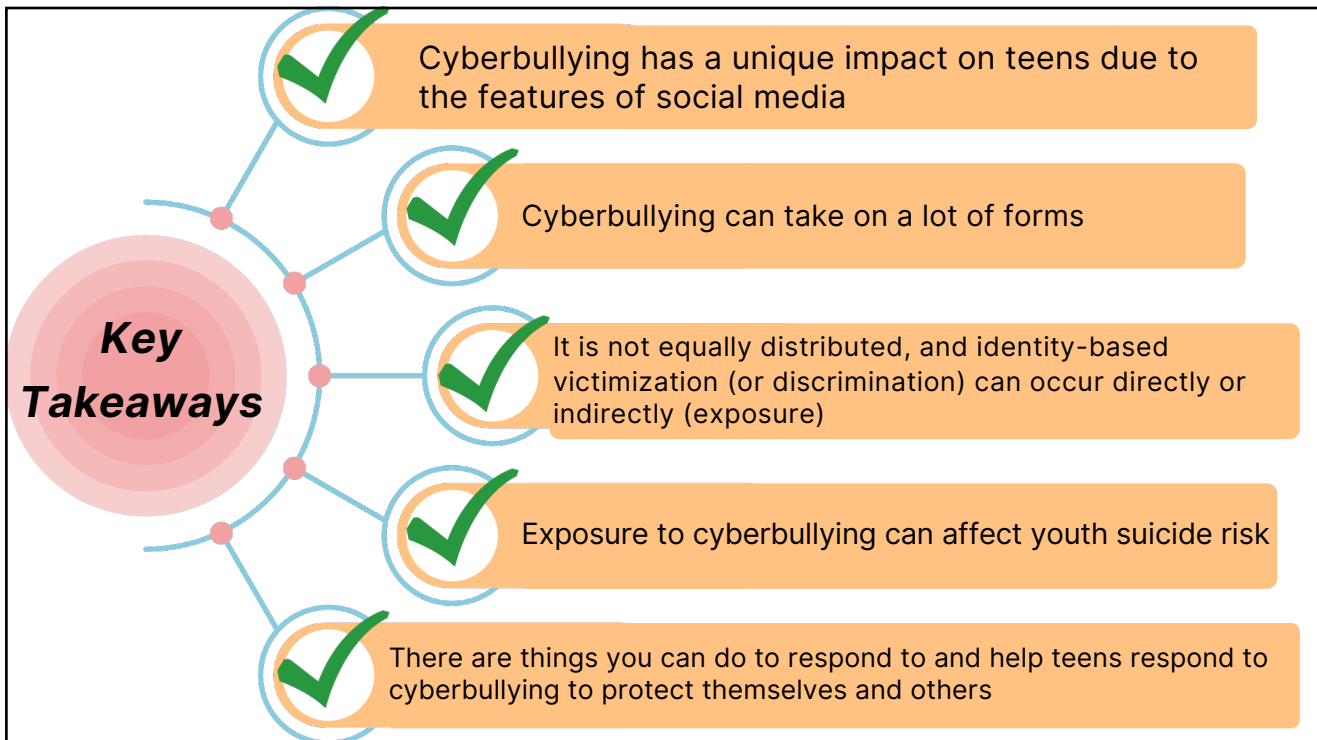 Key
Takeaways
Cyberbullying has a unique impact on teens due to
the features of social media
Cyberbullying can take on a lot of forms
It is not equally distributed, and identity-based
victimization (or discrimination) can occur directly or
indirectly (exposure)
Exposure to cyberbullying can affect youth suicide risk
There are things you can do to respond to and help teens respond to
cyberbullying to protect themselves and others